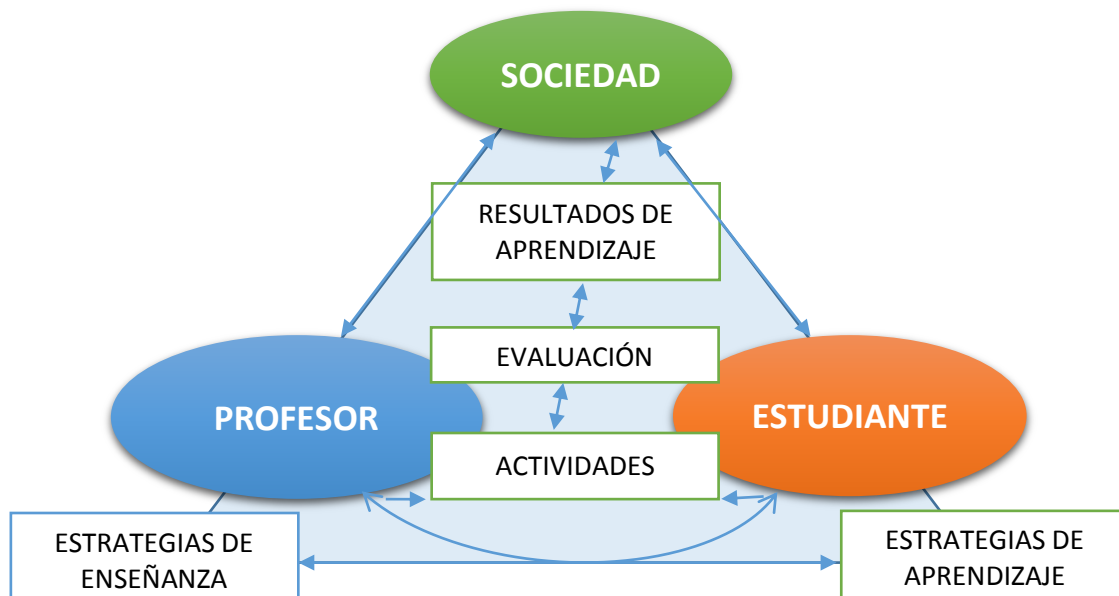 SOCIEDAD
RESULTADOS DE
APRENDIZAJE
EVALUACIÓN
PROFESOR
ESTUDIANTE
ACTIVIDADES
ESTRATEGIAS DE
ENSEÑANZA
ESTRATEGIAS DE
APRENDIZAJE